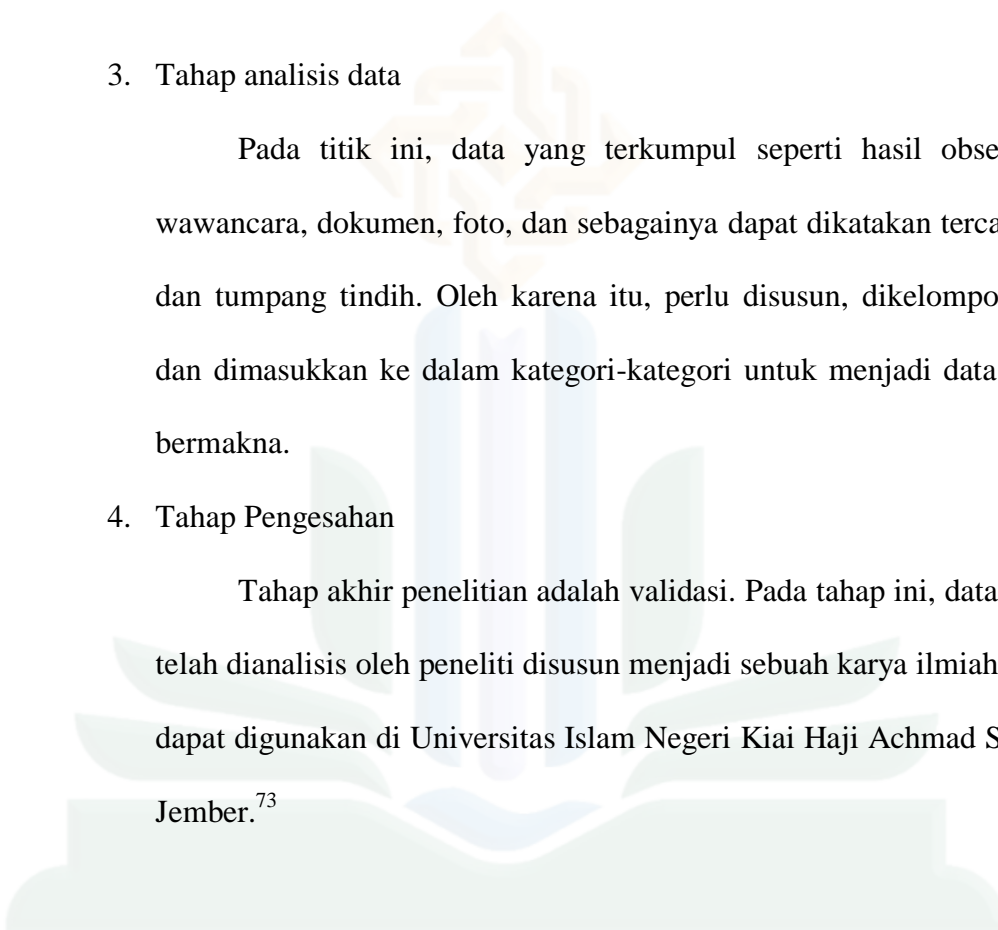 3. Tahap analisis data
Pada titik ini, data yang terkumpul seperti hasil obse
wawancara, dokumen, foto, dan sebagainya dapat dikatakan terca
dan tumpang tindih. Oleh karena itu, perlu disusun, dikelompo
dan dimasukkan ke dalam kategori-kategori untuk menjadi data
bermakna.
4. Tahap Pengesahan
Tahap akhir penelitian adalah validasi. Pada tahap ini, data
telah dianalisis oleh peneliti disusun menjadi sebuah karya ilmiah
dapat digunakan di Universitas Islam Negeri Kiai Haji Achmad S
Jember.73